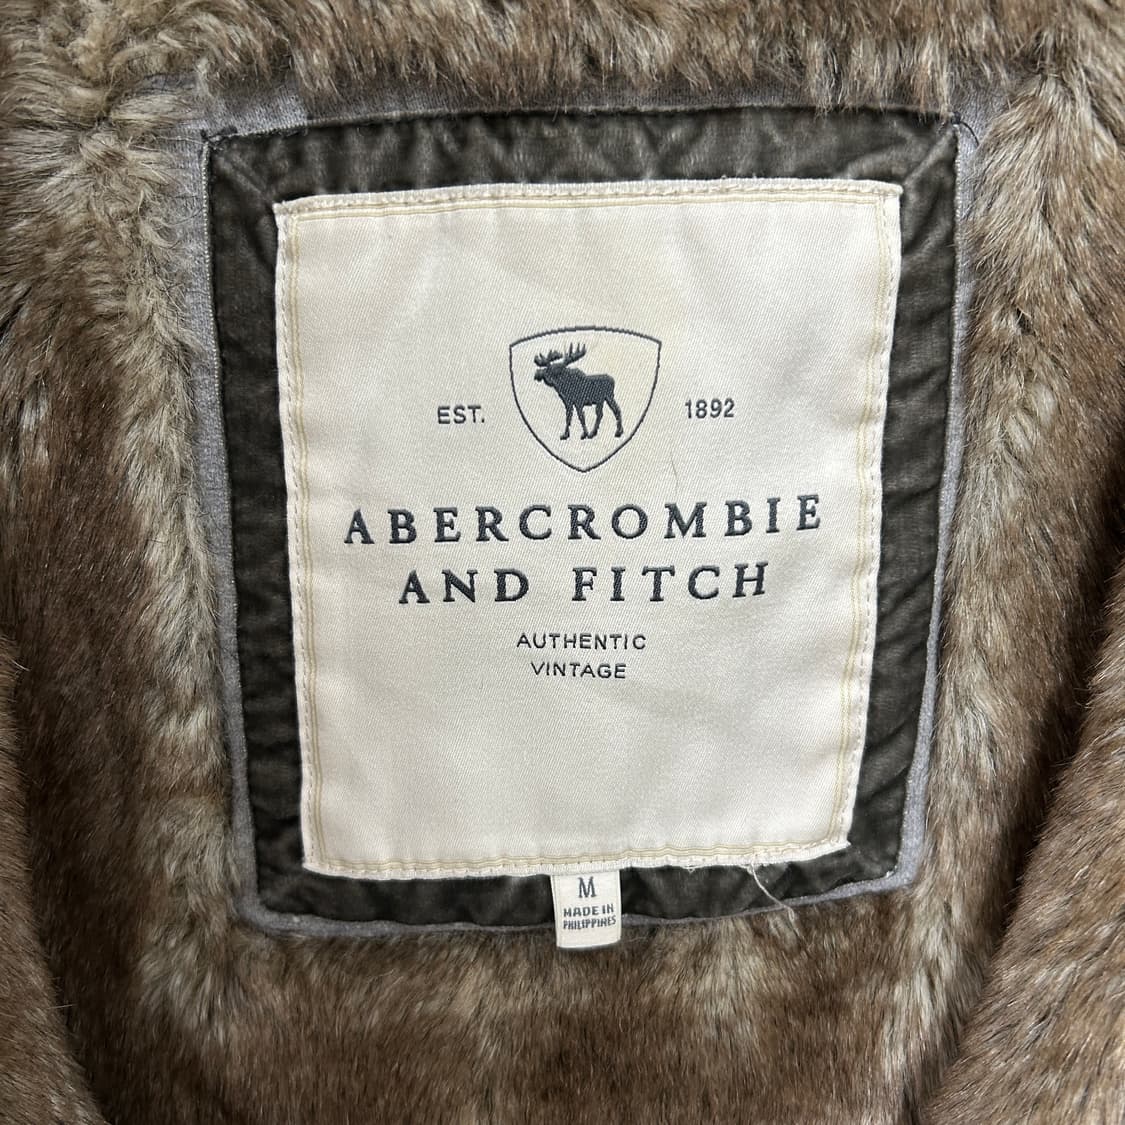 EST. 1892
ABERCROMBIE
AND FITCH
AUTHENTIC
VINTAGE
M
MADE IN
PHILIPPINES